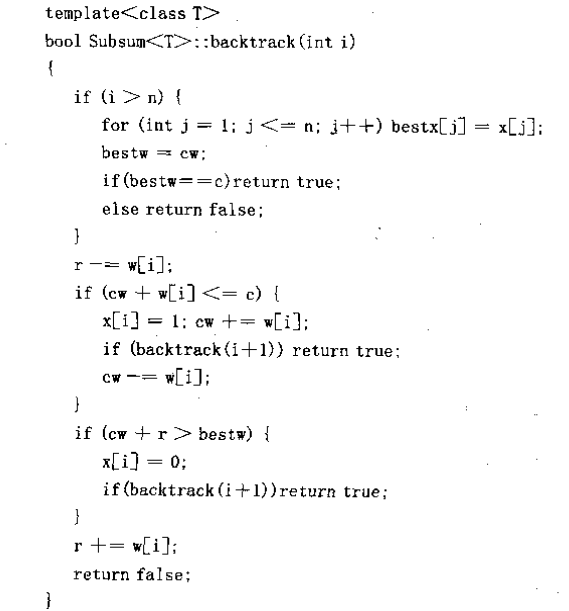 template<class T>
bool Subsum<T>::backtrack(int i)
{
if (i > n) {
for (int j = 1; j <= n; j++) bestx[j] = x[j];
bestw = cw;
if(bestw==c)return true;
else return false;
}
r -= w[i];
if (cw + w[i] <= c) {
x[i] = 1; cw += w[i];
if (backtrack(i+1)) return true;
cw -= w[i];
}
if (cw + r > bestw) {
x[i] = 0;
if(backtrack(i+1))return true;
}
r += w[i];
return false;
}